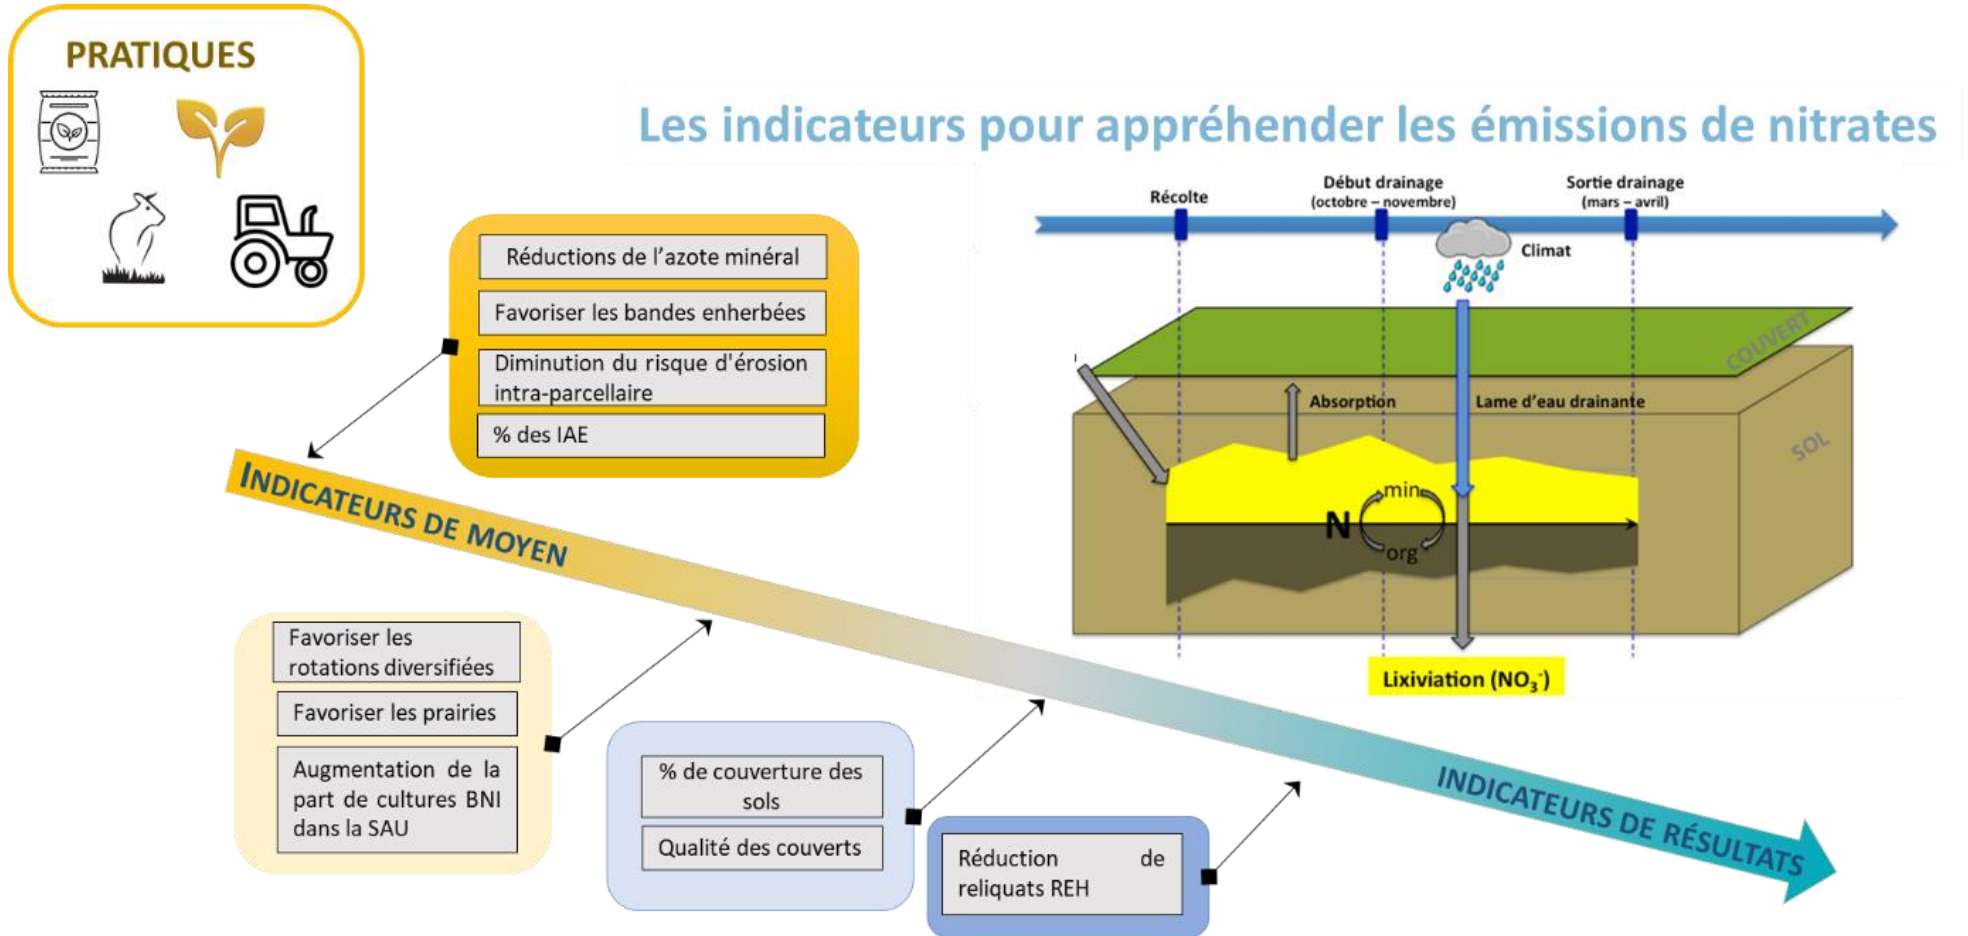 PRATIQUES
Les indicateurs pour appréhender les émissions de nitrates
Récolte
Début drainage
(octobre – novembre)
Sortie drainage
(mars – avril)
Climat
COUVERT
SOL
Absorption
Lame d'eau drainante
N
min
org
Lixiviation (NO₃⁻)
Réductions de l'azote minéral
Favoriser les bandes enherbées
Diminution du risque d'érosion
intra-parcellaire
% des IAE
INDICATEURS DE MOYEN
Favoriser les
rotations diversifiées
Favoriser les prairies
Augmentation de la
part de cultures BNI
dans la SAU
% de couverture des
sols
Qualité des couverts
Réduction de
reliquats REH
INDICATEURS DE RÉSULTATS